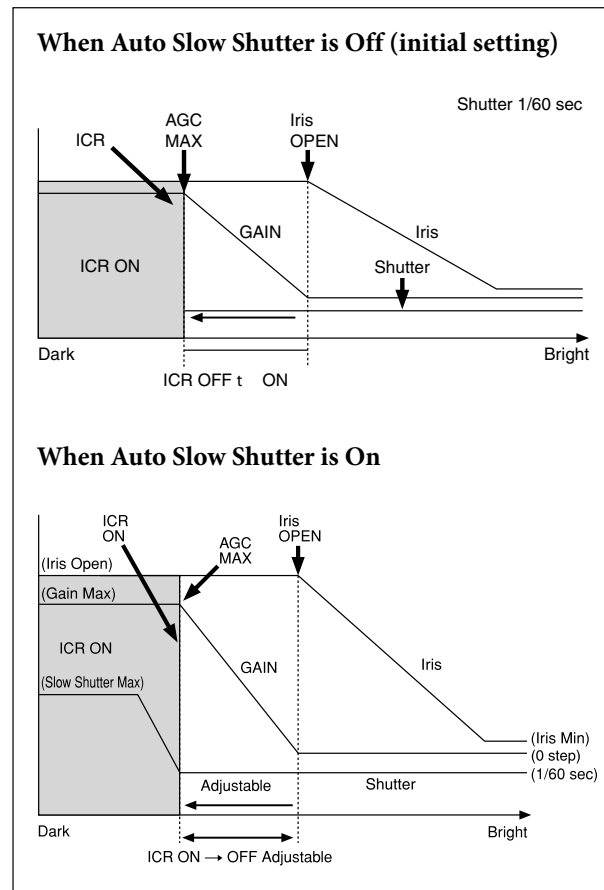 When Auto Slow Shutter is Off (initial setting)
Shutter 1/60 sec
ICR
AGC
MAX
Iris
OPEN
GAIN
Iris
ICR ON
Shutter
Dark
Bright
ICR OFF t ON
When Auto Slow Shutter is On
ICR
ON
Iris
OPEN
AGC
MAX
(Iris Open)
(Gain Max)
ICR ON
GAIN
Iris
(Slow Shutter Max)
(Iris Min)
(0 step)
(1/60 sec)
Adjustable
Shutter
Dark
Bright
ICR ON → OFF Adjustable